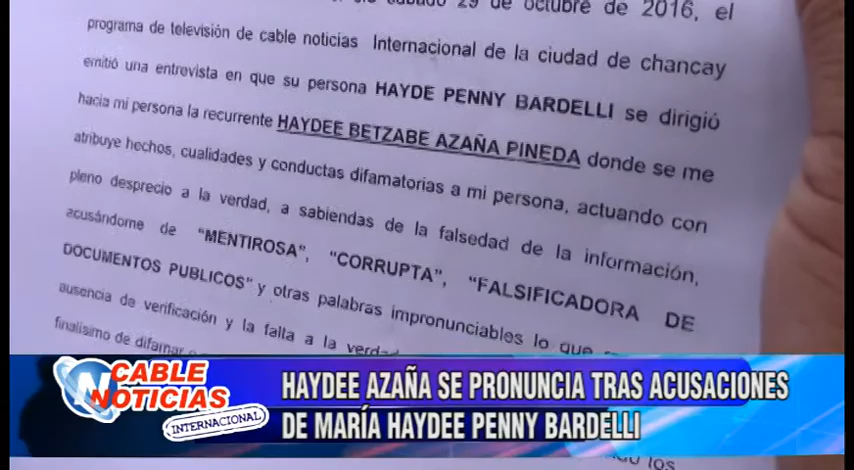 sábado 29 de octubre de 2016, el
programa de televisión de cable noticias Internacional de la ciudad de chancay
emitió una entrevista en que su persona HAYDE PENNY BARDELLI se dirigió
hacia mi persona la recurrente HAYDEE BETZABE AZAÑA PINEDA donde se me
atribuye hechos, cualidades y conductas difamatorias a mi persona, actuando con
pleno desprecio a la verdad, a sabiendas de la falsedad de la información,
acusándome de "MENTIROSA", "CORRUPTA", "FALSIFICADORA DE
DOCUMENTOS PUBLICOS" y otras palabras impronunciables lo que
ausencia de verificación y la falta a la verdad
finalísimo de difamar
CABLE
NOTICIAS
INTERNACIONAL
HAYDEE AZAÑA SE PRONUNCIA TRAS ACUSACIONES
DE MARÍA HAYDEE PENNY BARDELLI
los